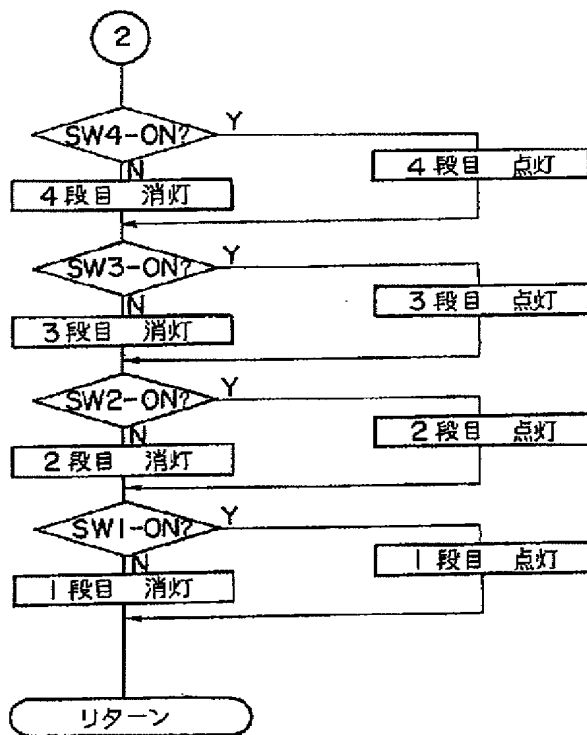 2
SW4-ON?
Y
N
4段目 消灯
4段目 点灯
SW3-ON?
Y
N
3段目 消灯
3段目 点灯
SW2-ON?
Y
N
2段目 消灯
2段目 点灯
SW1-ON?
Y
N
1段目 消灯
1段目 点灯
リターン